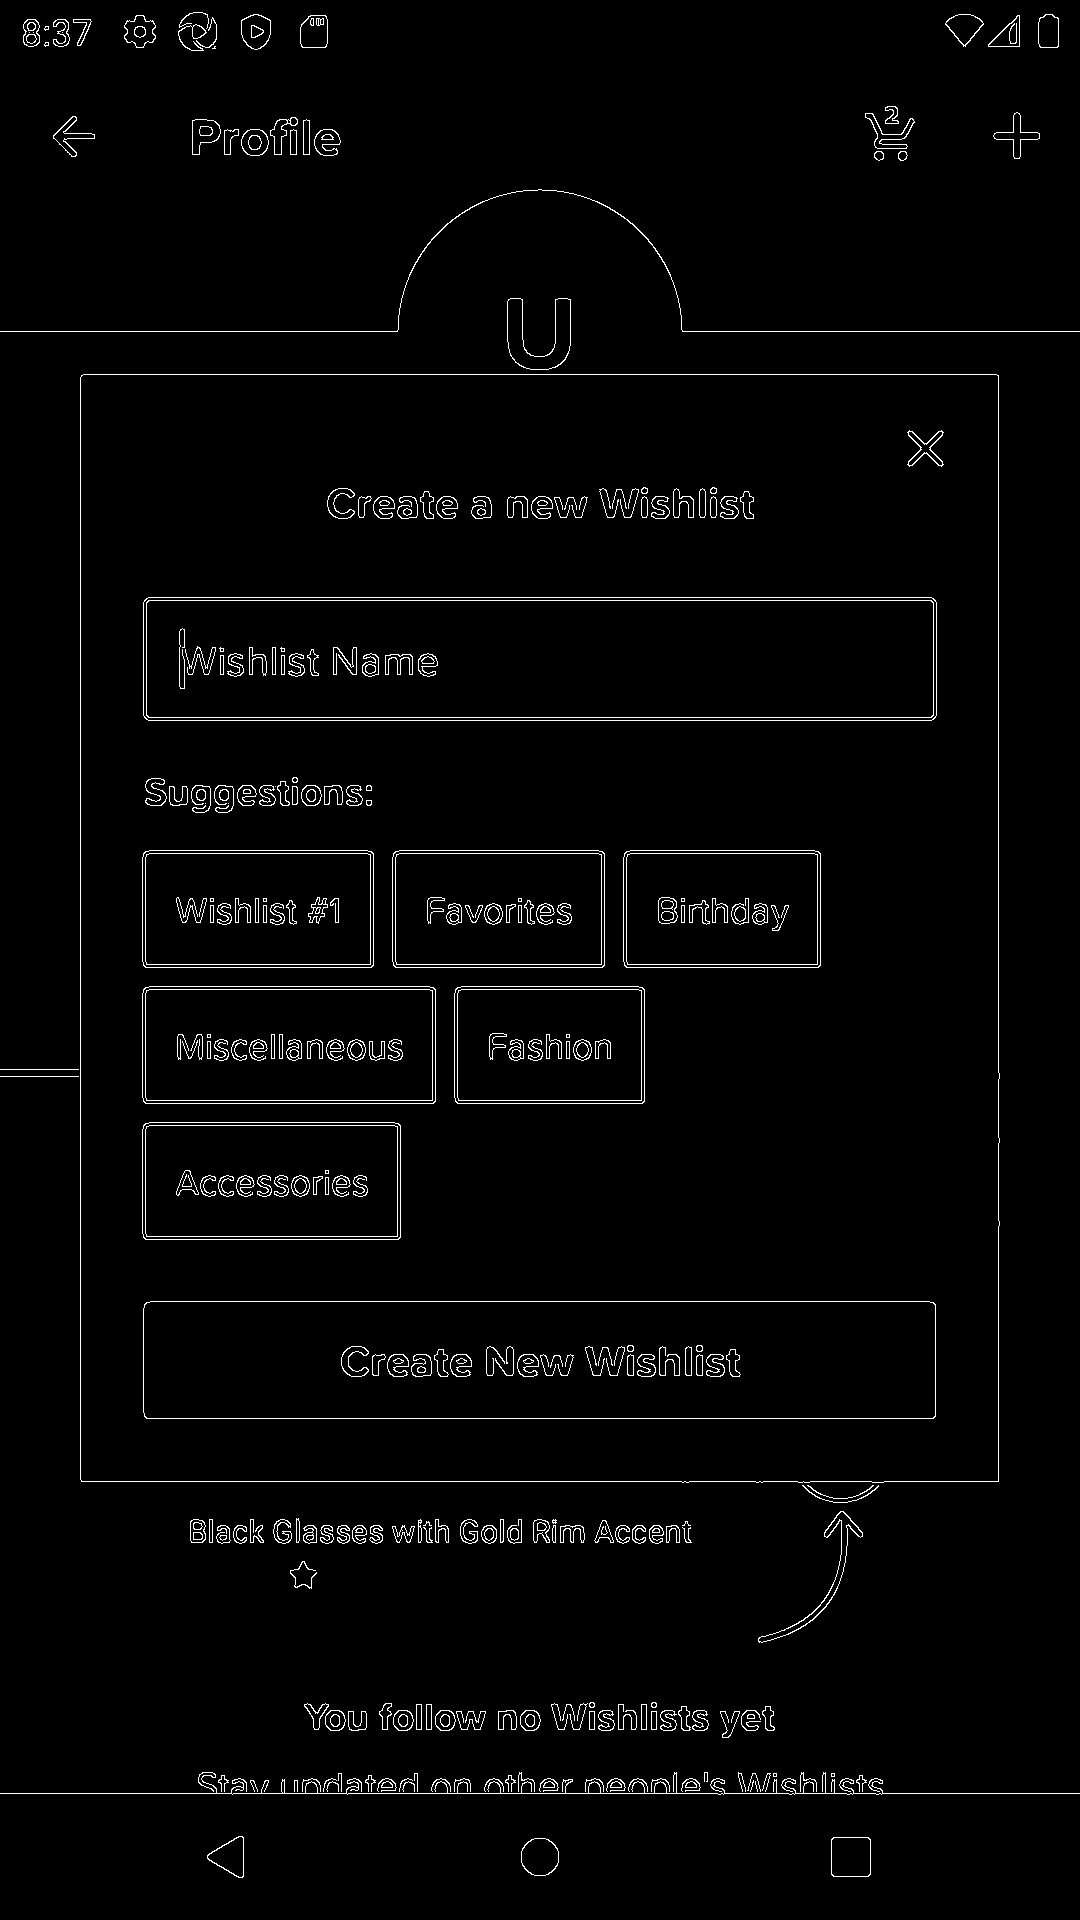 8:37
Profile
2
U
Create a new Wishlist
Wishlist Name
Suggestions:
Wishlist #1 Favorites Birthday
Miscellaneous Fashion
Accessories
Create New Wishlist
Black Glasses with Gold Rim Accent
You follow no Wishlists yet
Stay updated on other people's Wishlists